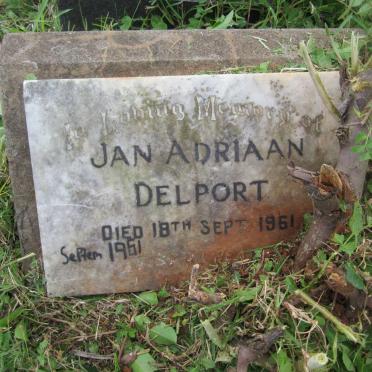 In Loving Memory of
JAN ADRIAAN
DELPORT
DIED 18TH SEPT. 1961
Septem 1961